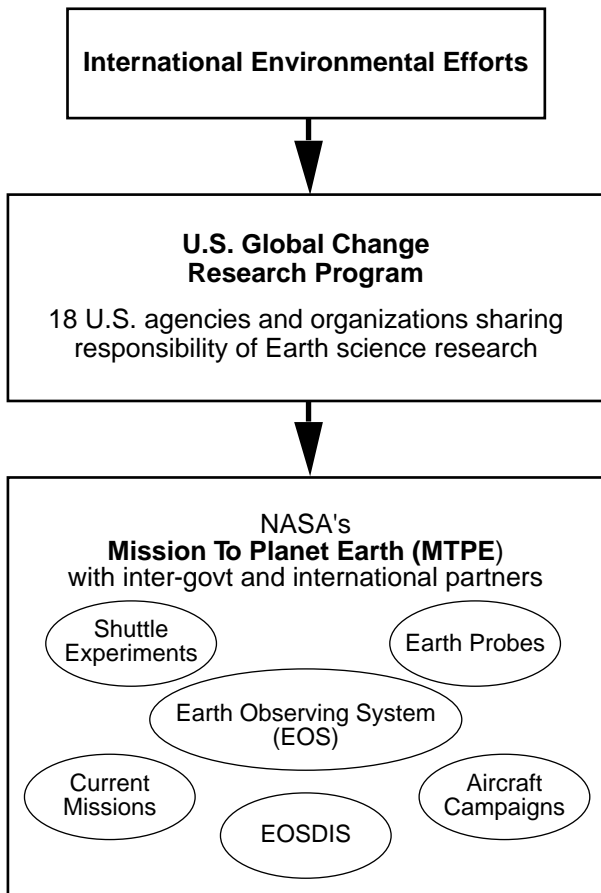 International Environmental Efforts
U.S. Global Change
Research Program
18 U.S. agencies and organizations sharing
responsibility of Earth science research
NASA's
Mission To Planet Earth (MTPE)
with inter-govt and international partners
Shuttle
Experiments
Earth Probes
Earth Observing System
(EOS)
Current
Missions
Aircraft
Campaigns
EOSDIS